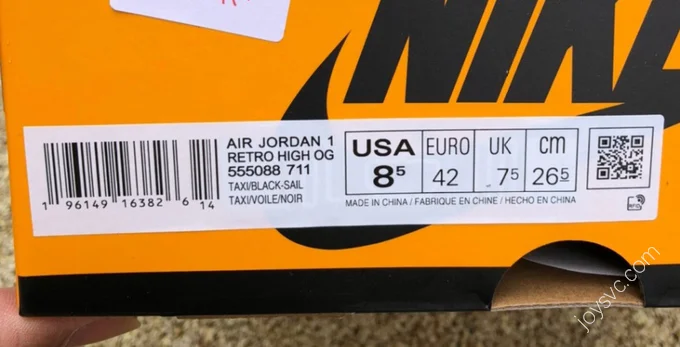 NIKE
AIR JORDAN 1
RETRO HIGH OG
555088 711
TAXI/BLACK-SAIL
TAXI/VOILE/NOIR
1 96149 16382 6 14
USA EURO UK cm
8⁵ 42 7⁵ 26⁵
MADE IN CHINA / FABRIQUE EN CHINE / HECHO EN CHINA
joysvc.com